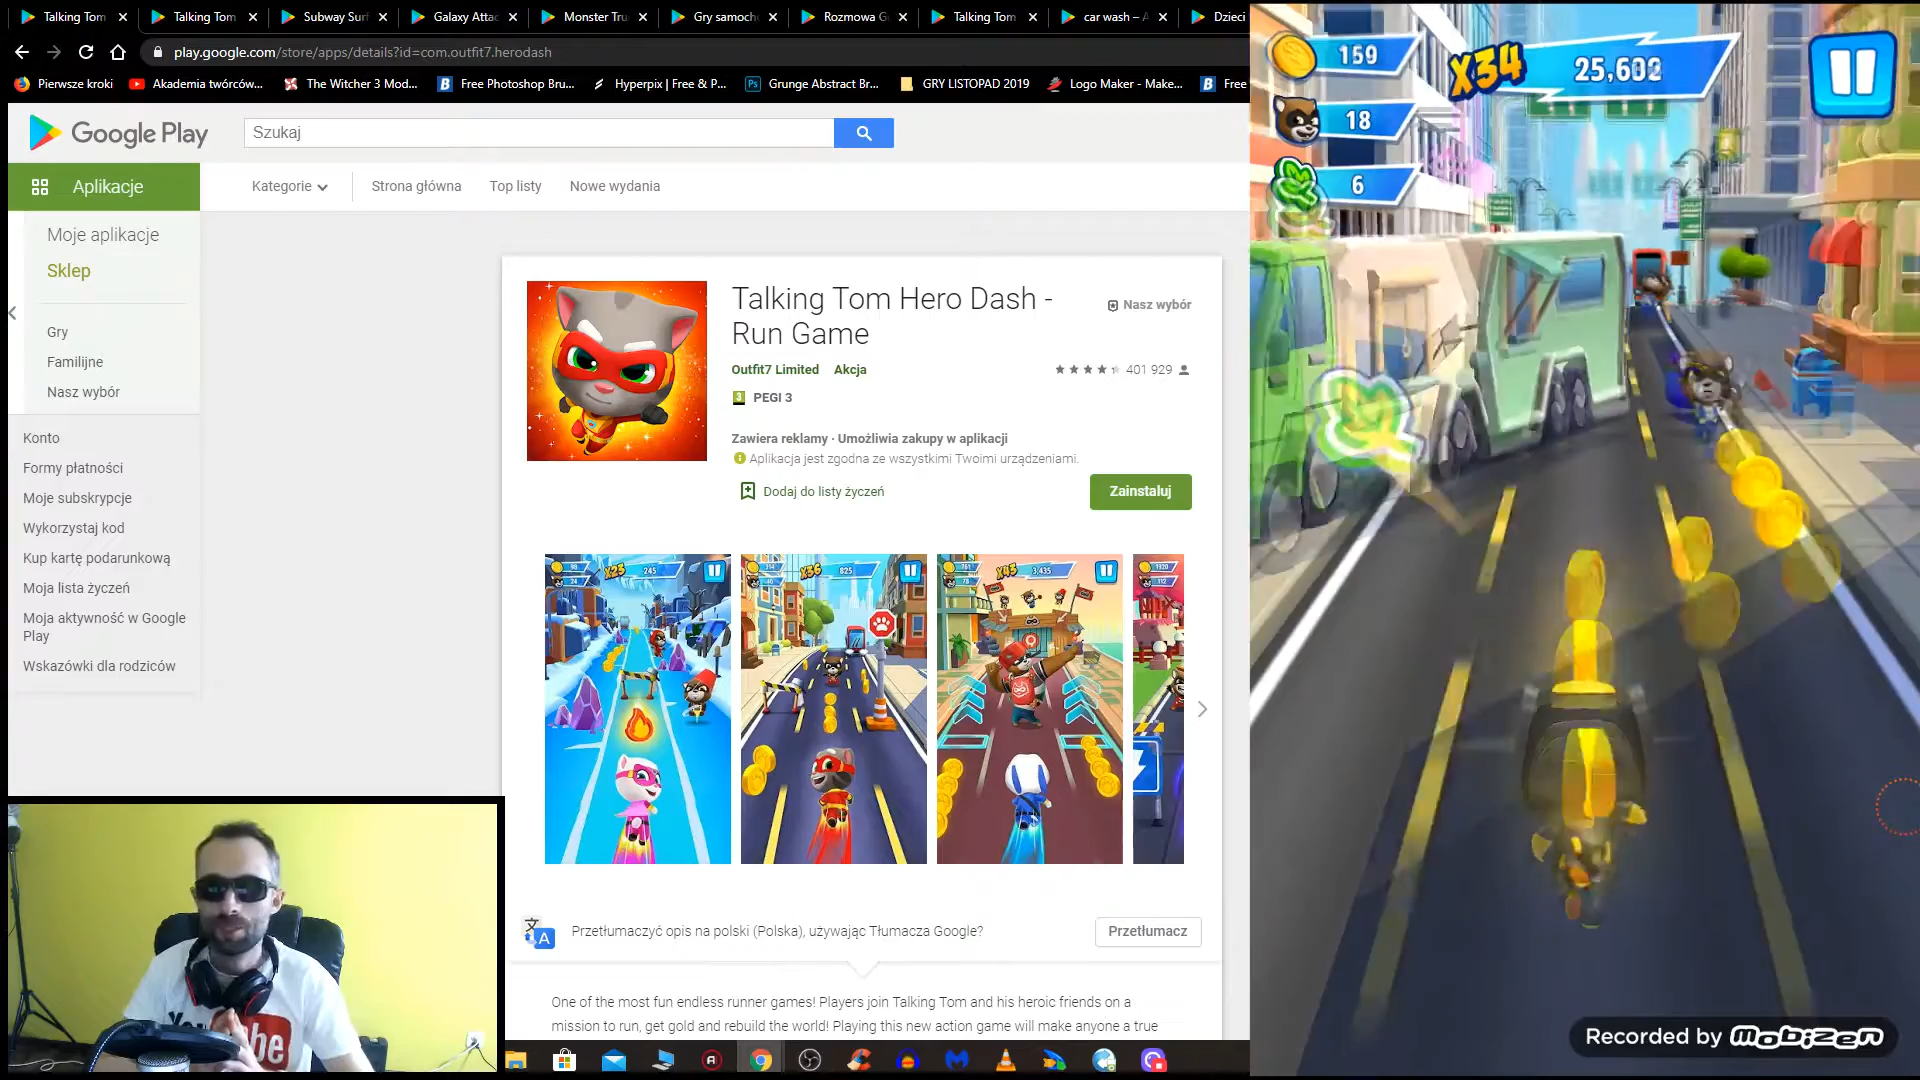 Talking Tom
Talking Tom
Subway Surf
Galaxy Attac
Monster Tru
Gry samoch
Rozmowa G
Talking Tom
car wash – A
Dzieci
play.google.com/store/apps/details?id=com.outfit7.herodash
Pierwsze kroki
Akademia twórców...
The Witcher 3 Mod...
Free Photoshop Bru...
Hyperpix | Free & P...
Grunge Abstract Br...
GRY LISTOPAD 2019
Logo Maker - Make...
Free
Google Play
Szukaj
Aplikacje
Kategorie
Strona główna
Top listy
Nowe wydania
Moje aplikacje
Sklep
Gry
Familijne
Nasz wybór
Konto
Formy płatności
Moje subskrypcje
Wykorzystaj kod
Kup kartę podarunkową
Moja lista życzeń
Moja aktywność w Google
Play
Wskazówki dla rodziców
Talking Tom Hero Dash -
Run Game
Nasz wybór
Outfit7 Limited Akcja
401 929
3 PEGI 3
Zawiera reklamy · Umożliwia zakupy w aplikacji
Aplikacja jest zgodna ze wszystkimi Twoimi urządzeniami.
Dodaj do listy życzeń
Zainstaluj
X23 245
X36 825
X43 3,435
Przetłumaczyć opis na polski (Polska), używając Tłumacza Google?
Przetłumacz
One of the most fun endless runner games! Players join Talking Tom and his heroic friends on a
mission to run, get gold and rebuild the world! Playing this new action game will make anyone a true
159
X34
18
6
Recorded by Mobizen